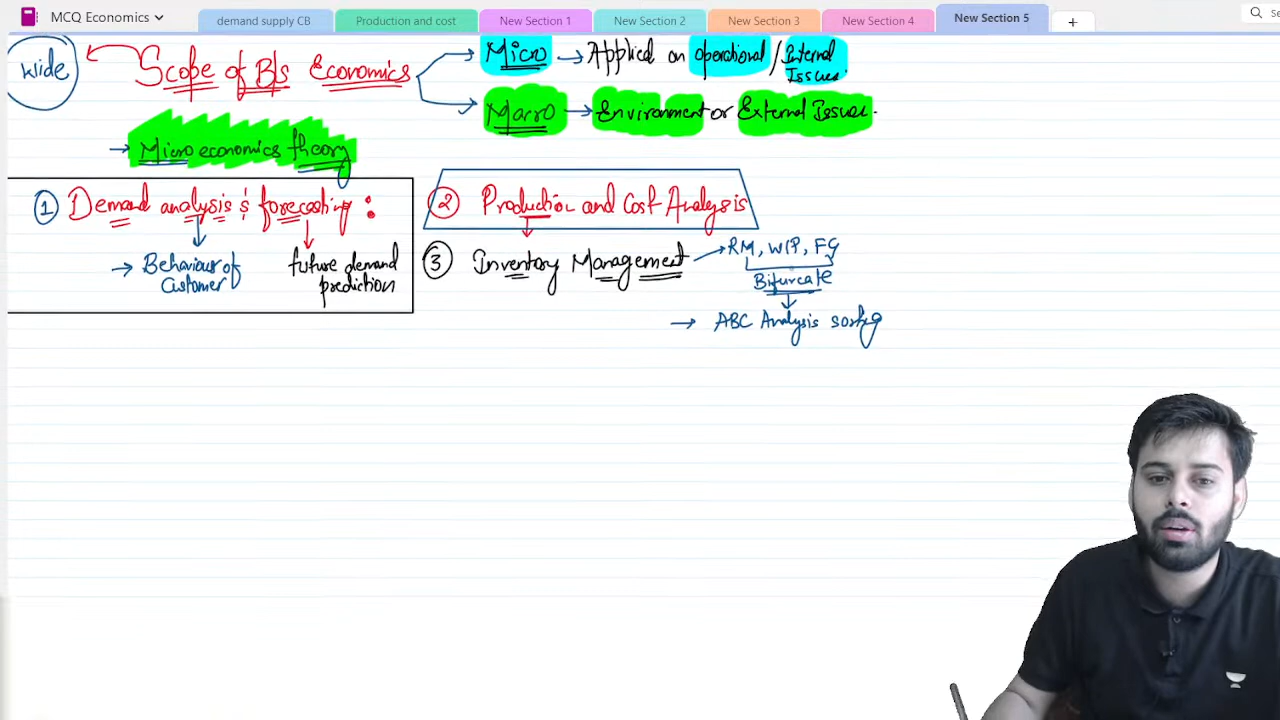 MCQ Economics
demand supply CB
Production and cost
New Section 1
New Section 2
New Section 3
New Section 4
New Section 5
+
Se
Wide
Scope of B/s Economics
Micro → Applied on operational / Internal Issues.
Macro → Environment or External Issues.
→ Microeconomics theory
① Demand analysis & forecasting :
→ Behaviour of Customer
future demand prediction
② Production and Cost Analysis
③ Inventory Management → RM, WIP, FG
Bifurcate
→ ABC Analysis sorting